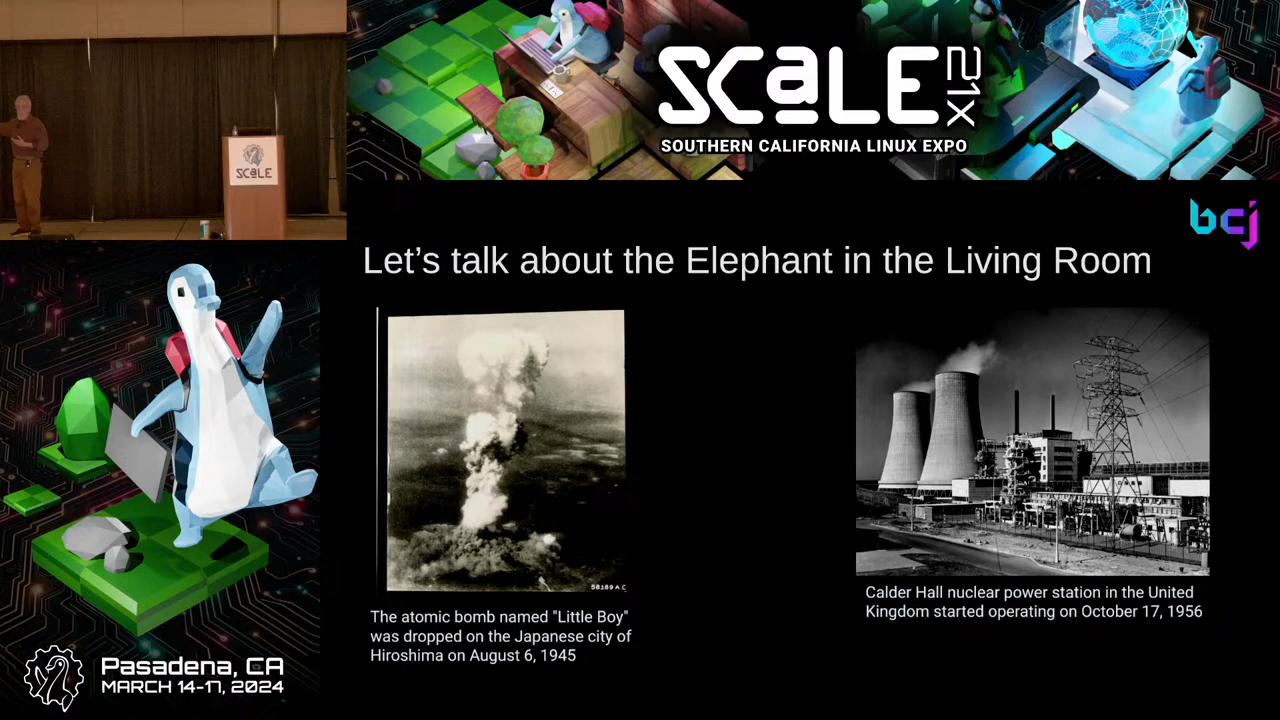 SCaLE 21X
SOUTHERN CALIFORNIA LINUX EXPO
SCaLE
bcj
Let's talk about the Elephant in the Living Room
58189 A C
The atomic bomb named "Little Boy"
was dropped on the Japanese city of
Hiroshima on August 6, 1945
Calder Hall nuclear power station in the United
Kingdom started operating on October 17, 1956
Pasadena, CA
MARCH 14-17, 2024